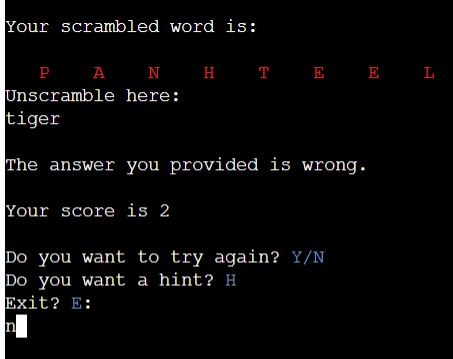 Your scrambled word is:
P A N H T E E L
Unscramble here:
tiger
The answer you provided is wrong.
Your score is 2
Do you want to try again? Y/N
Do you want a hint? H
Exit? E:
n